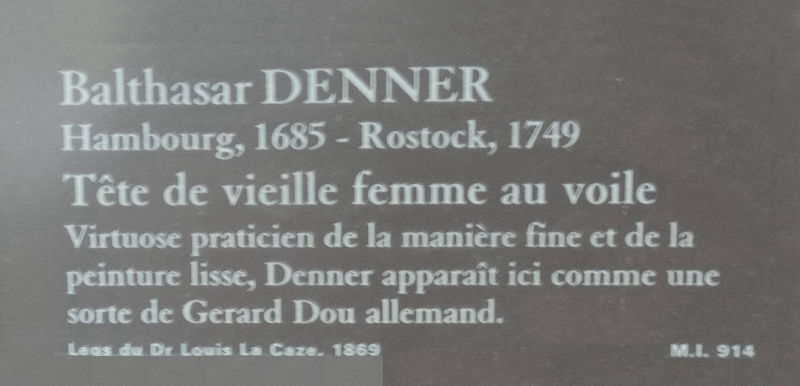 Balthasar DENNER
Hambourg, 1685 - Rostock, 1749
Tête de vieille femme au voile
Virtuose praticien de la manière fine et de la
peinture lisse, Denner apparaît ici comme une
sorte de Gerard Dou allemand.
Legs du Dr Louis La Caze, 1869
M.I. 914